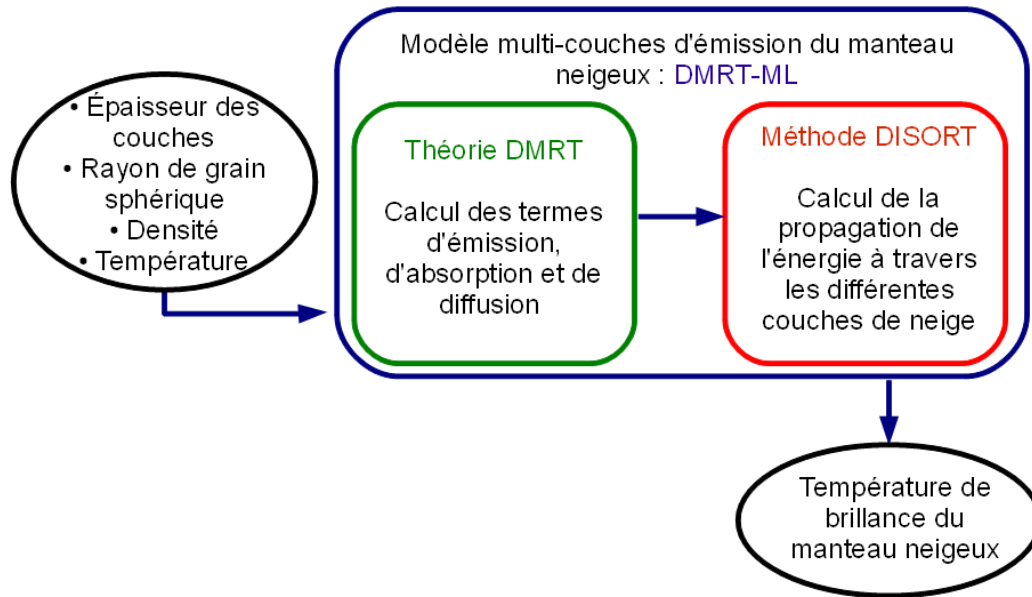 Modèle multi-couches d'émission du manteau
neigeux : DMRT-ML
• Épaisseur des
couches
• Rayon de grain
sphérique
• Densité
• Température
Théorie DMRT
Calcul des termes
d'émission,
d'absorption et de
diffusion
Méthode DISORT
Calcul de la
propagation de
l'énergie à travers
les différentes
couches de neige
Température de
brillance du
manteau neigeux